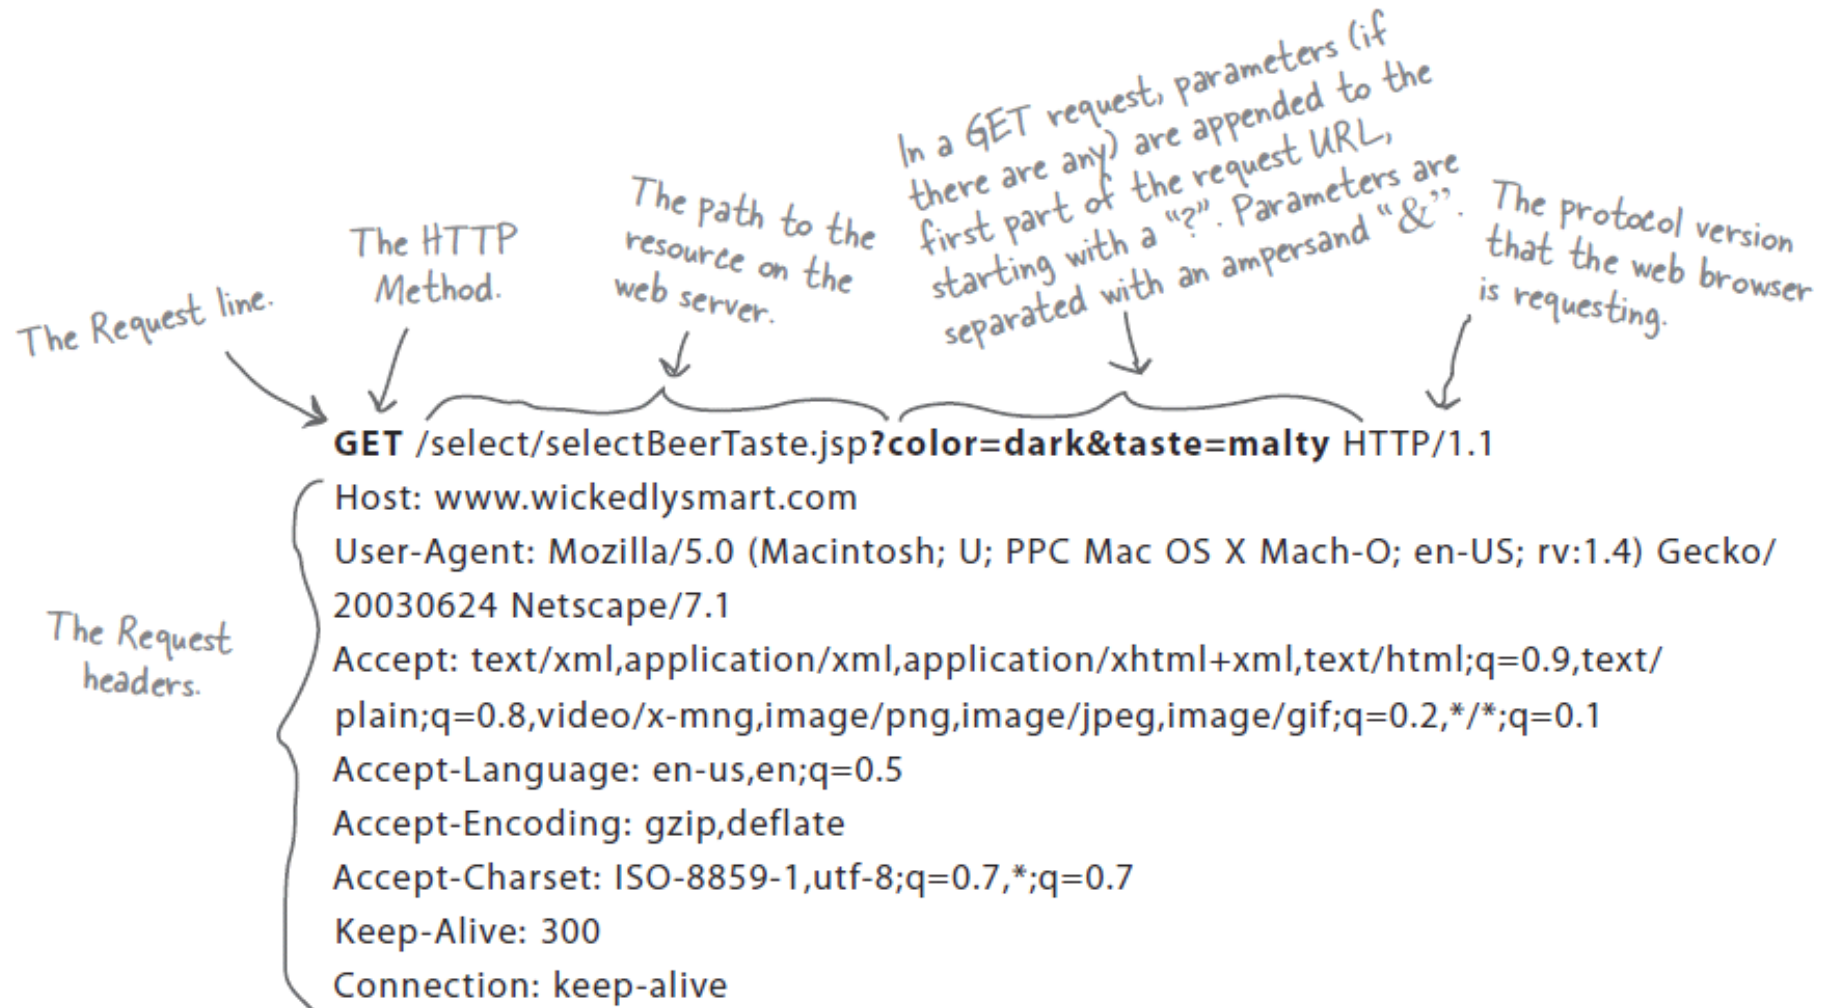 The Request line.
The HTTP
Method.
The path to the
resource on the
web server.
In a GET request, parameters (if
there are any) are appended to the
first part of the request URL,
starting with a “?”. Parameters are
separated with an ampersand “&”.
The protocol version
that the web browser
is requesting.
GET /select/selectBeerTaste.jsp?color=dark&taste=malty HTTP/1.1
Host: www.wickedlysmart.com
User-Agent: Mozilla/5.0 (Macintosh; U; PPC Mac OS X Mach-O; en-US; rv:1.4) Gecko/
20030624 Netscape/7.1
Accept: text/xml,application/xml,application/xhtml+xml,text/html;q=0.9,text/
plain;q=0.8,video/x-mng,image/png,image/jpeg,image/gif;q=0.2,*/*;q=0.1
Accept-Language: en-us,en;q=0.5
Accept-Encoding: gzip,deflate
Accept-Charset: ISO-8859-1,utf-8;q=0.7,*;q=0.7
Keep-Alive: 300
Connection: keep-alive
The Request
headers.